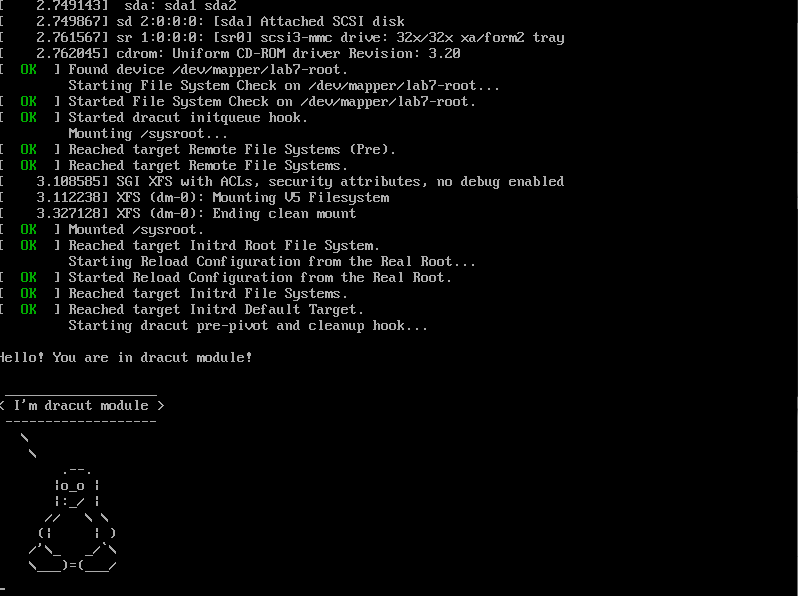 [    2.749143]  sda: sda1 sda2
[    2.749867] sd 2:0:0:0: [sda] Attached SCSI disk
[    2.761567] sr 1:0:0:0: [sr0] scsi3-mmc drive: 32x/32x xa/form2 tray
[    2.762045] cdrom: Uniform CD-ROM driver Revision: 3.20
[  OK  ] Found device /dev/mapper/lab7-root.
         Starting File System Check on /dev/mapper/lab7-root...
[  OK  ] Started File System Check on /dev/mapper/lab7-root.
[  OK  ] Started dracut initqueue hook.
         Mounting /sysroot...
[  OK  ] Reached target Remote File Systems (Pre).
[  OK  ] Reached target Remote File Systems.
[    3.108585] SGI XFS with ACLs, security attributes, no debug enabled
[    3.112238] XFS (dm-0): Mounting V5 Filesystem
[    3.327128] XFS (dm-0): Ending clean mount
[  OK  ] Mounted /sysroot.
[  OK  ] Reached target Initrd Root File System.
         Starting Reload Configuration from the Real Root...
[  OK  ] Started Reload Configuration from the Real Root.
[  OK  ] Reached target Initrd File Systems.
[  OK  ] Reached target Initrd Default Target.
         Starting dracut pre-pivot and cleanup hook...
Hello! You are in dracut module!
 ___________________
< I'm dracut module >
 -------------------
   \
    \
        .--.
       |o_o |
       |:_/ |
      //   \ \
     (|     | )
    /'\_   _/`\
    \___)=(___/